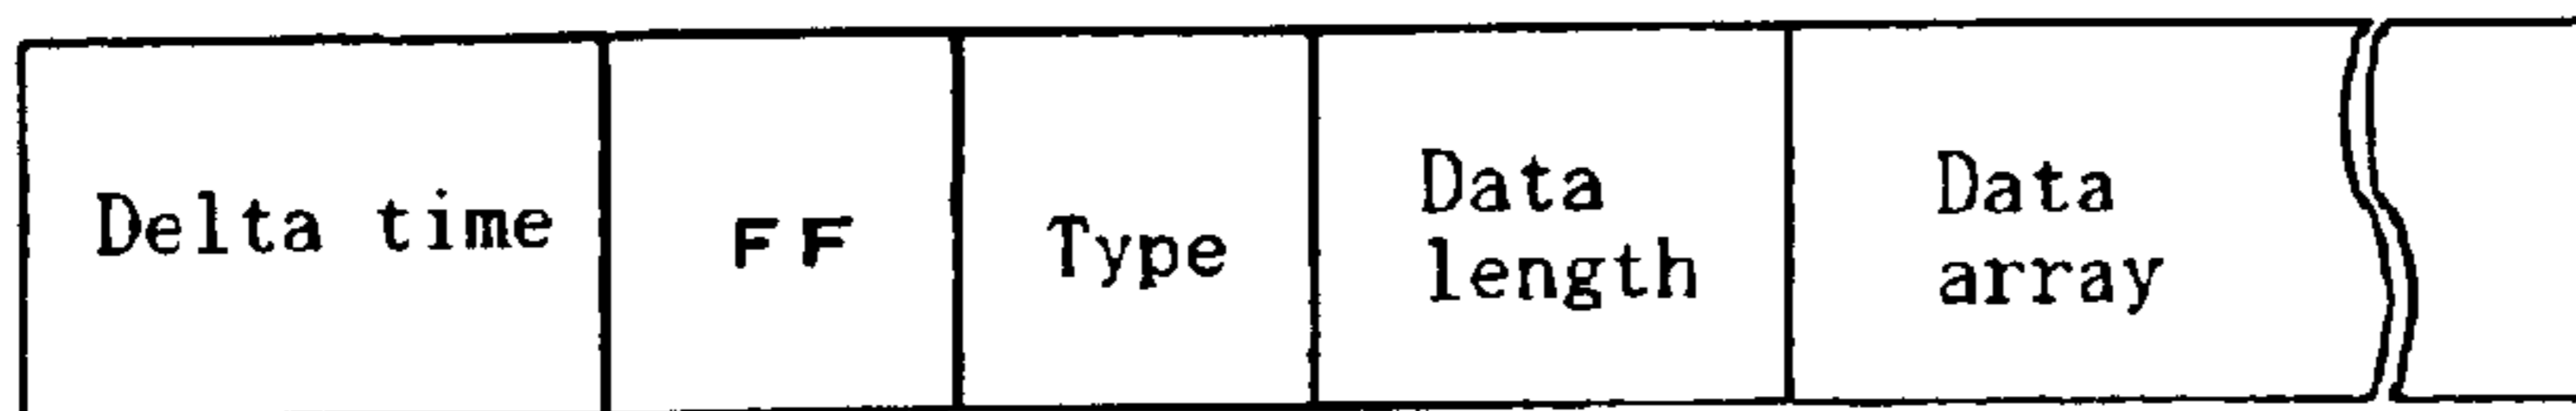 Delta time
FF
Type
Data
length
Data
array